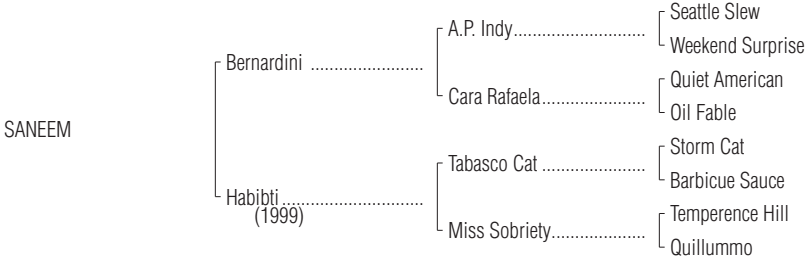 Seattle Slew
A.P. Indy............................
Weekend Surprise
Bernardini ........................
Quiet American
Cara Rafaela......................
Oil Fable
SANEEM
Storm Cat
Tabasco Cat ......................
Barbicue Sauce
Habibti..............................
(1999)
Temperence Hill
Miss Sobriety....................
Quillummo